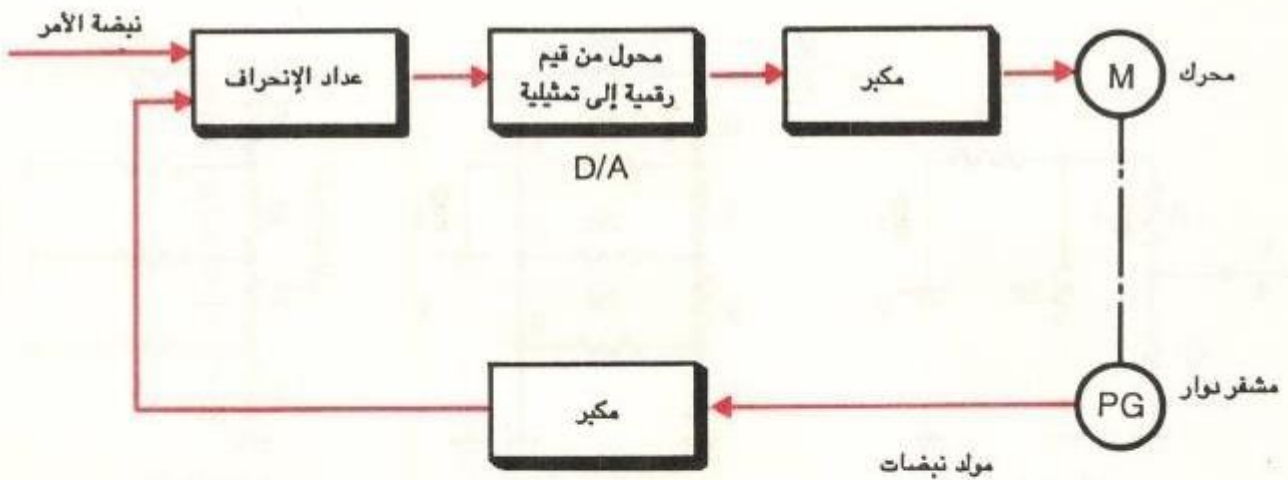 نبضة الأمر
عداد الإنحراف
محول من قيم
رقمية إلى تمثيلية
D/A
مكبر
M
محرك
مكبر
مولد نبضات
PG
مشفر دوار